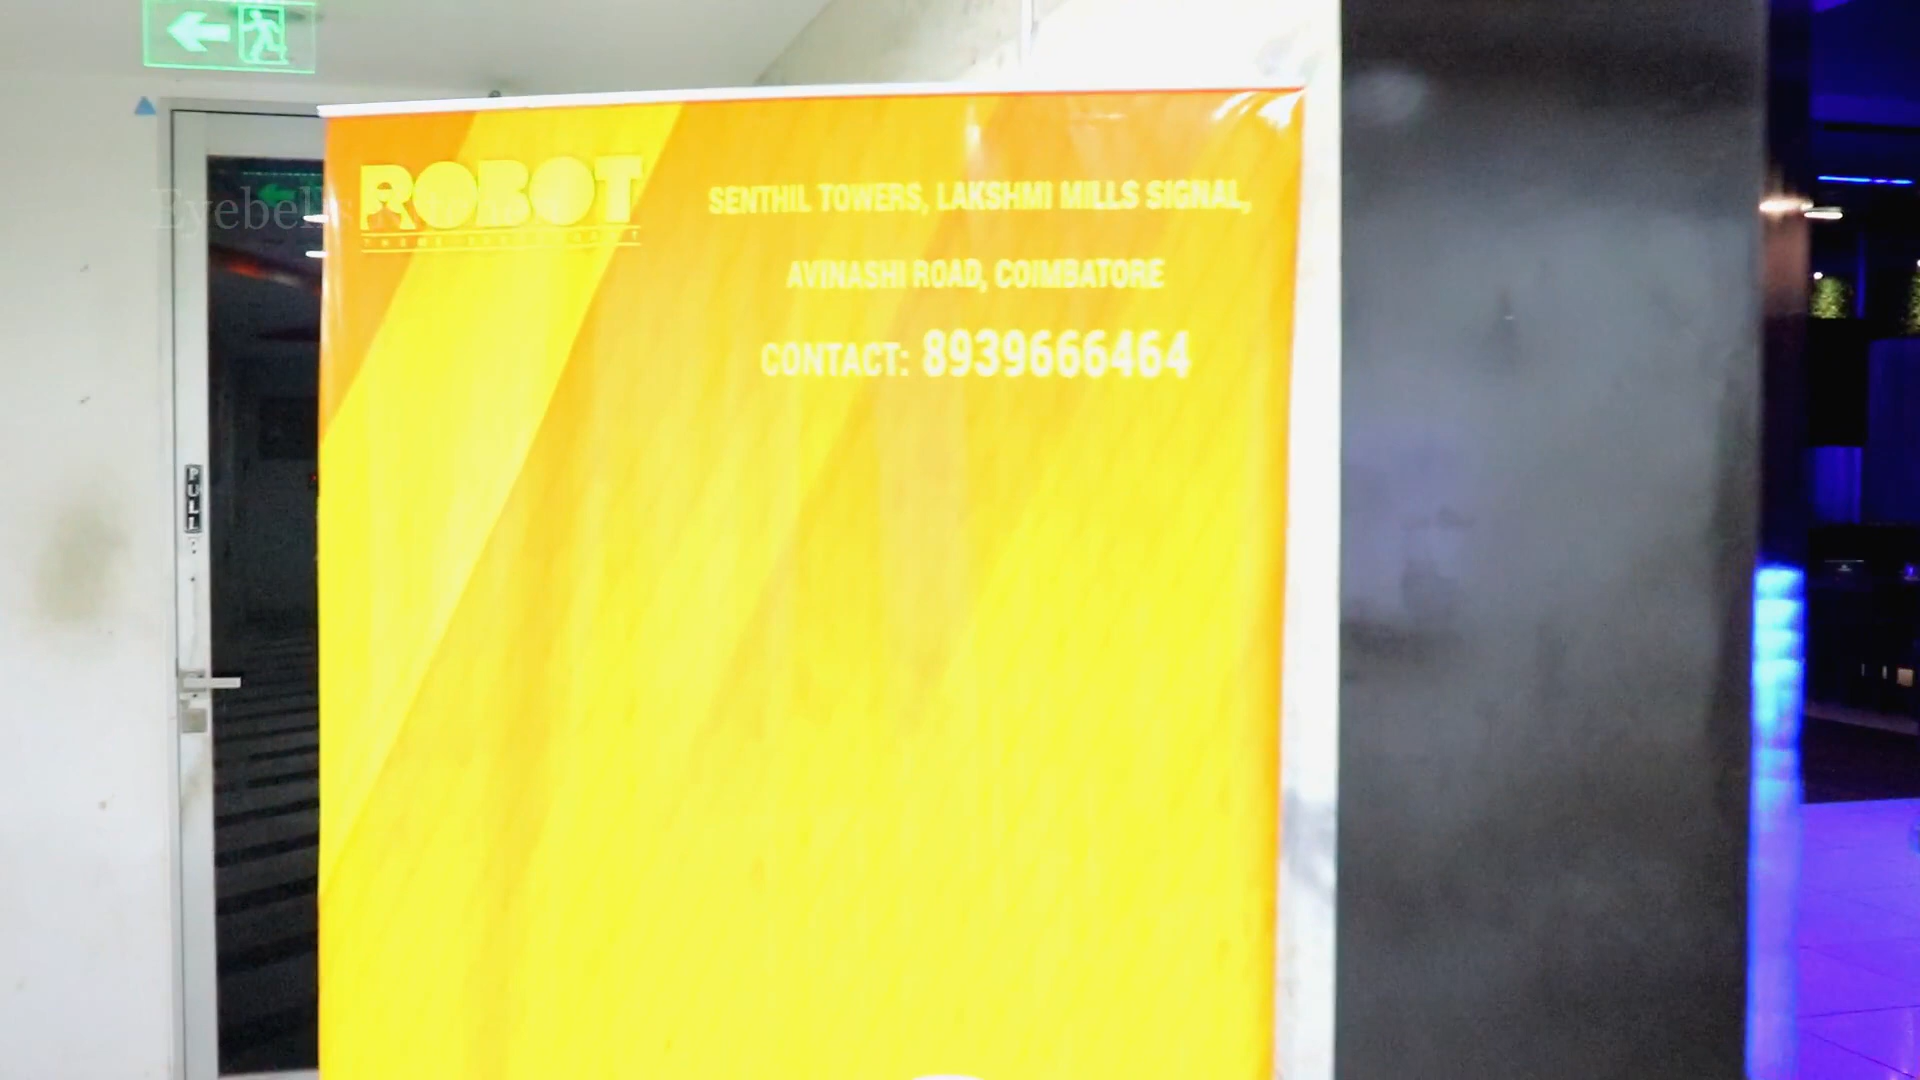 ROBOT
SENTHIL TOWERS, LAKSHMI MILLS SIGNAL,
AVINASHI ROAD, COIMBATORE
CONTACT: 8939666464
PULL